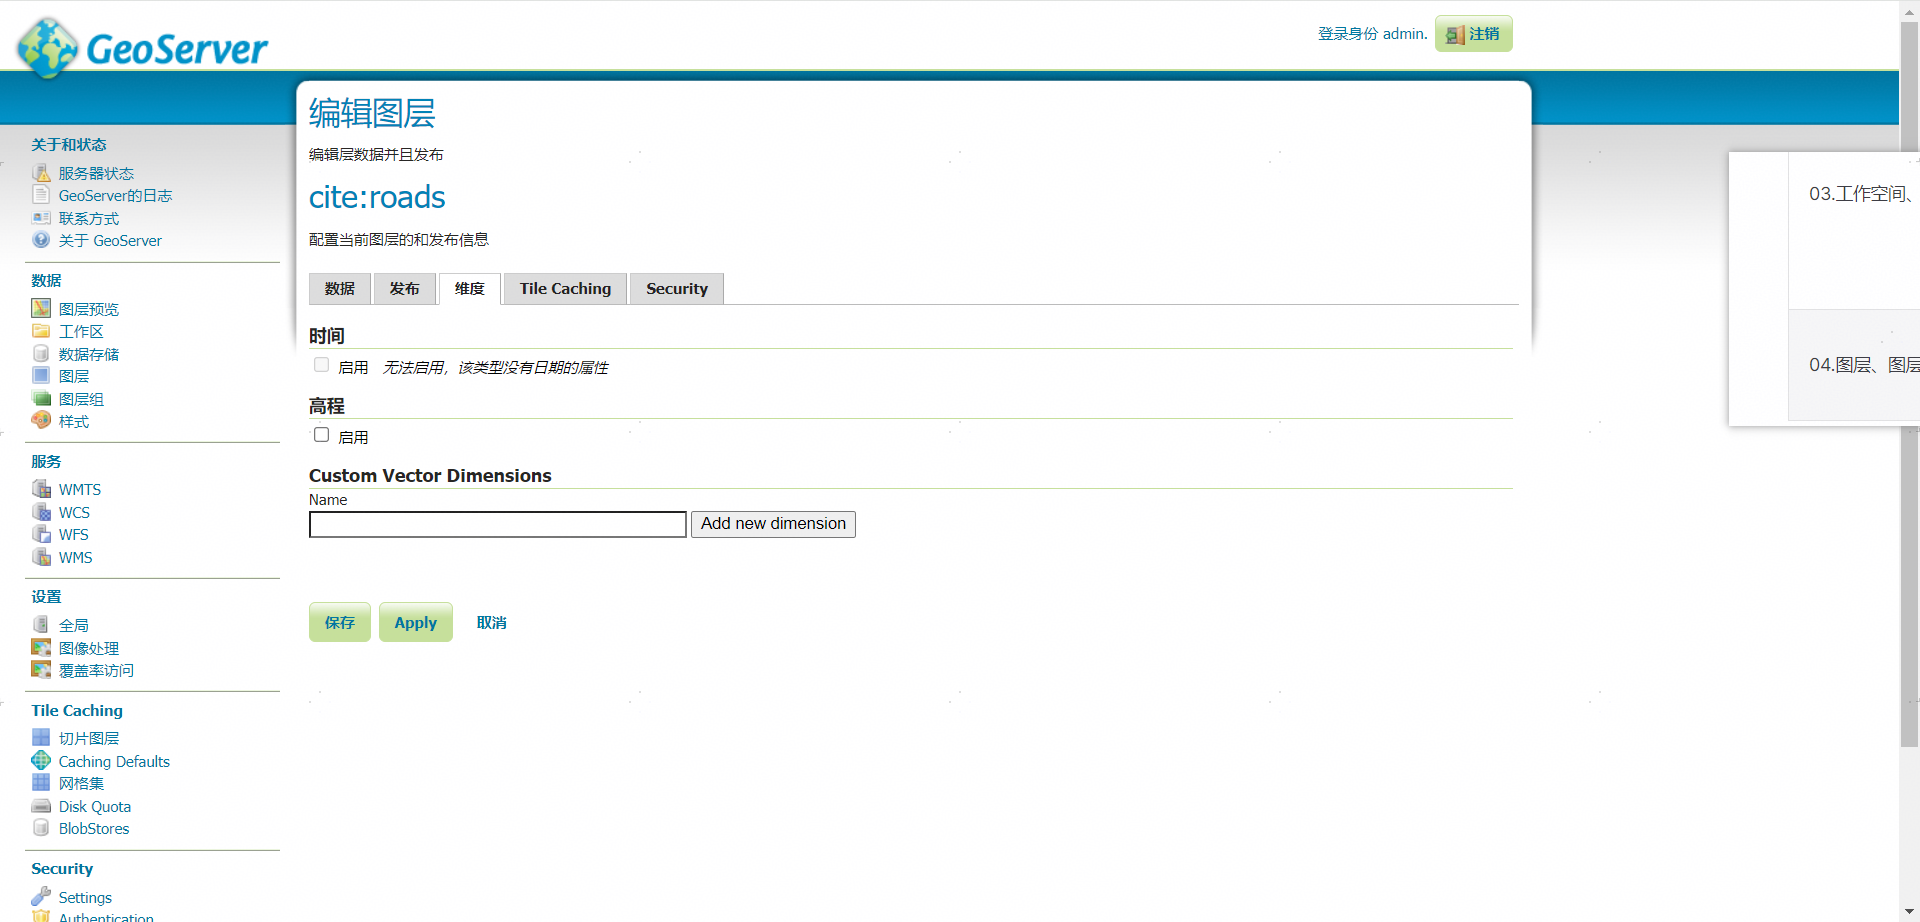 GeoServer
登录身份 admin.
注销
关于和状态
服务器状态
GeoServer的日志
联系方式
关于 GeoServer
数据
图层预览
工作区
数据存储
图层
图层组
样式
服务
WMTS
WCS
WFS
WMS
设置
全局
图像处理
覆盖率访问
Tile Caching
切片图层
Caching Defaults
网格集
Disk Quota
BlobStores
Security
Settings
Authentication
编辑图层
编辑层数据并且发布
cite:roads
配置当前图层的和发布信息
数据 发布 维度 Tile Caching Security
时间
启用 无法启用，该类型没有日期的属性
高程
启用
Custom Vector Dimensions
Name
Add new dimension
保存 Apply 取消
03.工作空间、
04.图层、图层